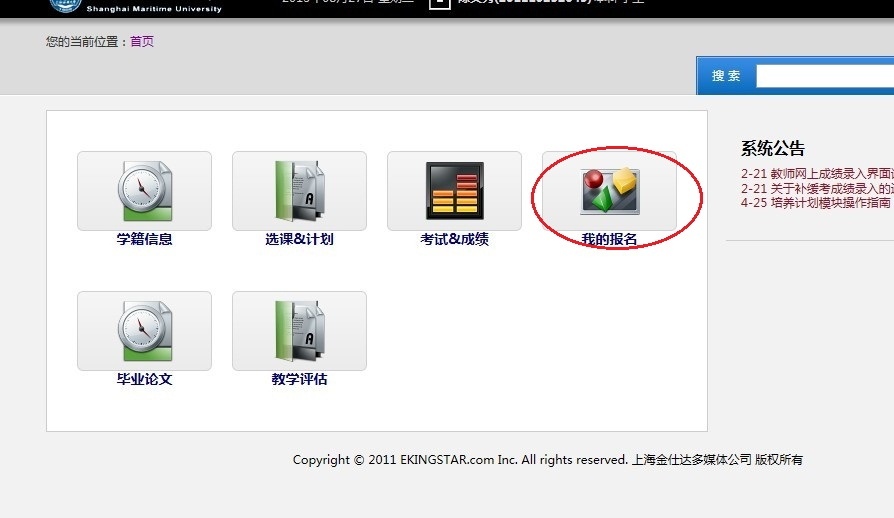 Shanghai Maritime University
您的当前位置：首页
搜 索
学籍信息
选课&计划
考试&成绩
我的报名
毕业论文
教学评估
系统公告
2-21 教师网上成绩录入界面
2-21 关于补缓考成绩录入的
4-25 培养计划模块操作指南
Copyright © 2011 EKINGSTAR.com Inc. All rights reserved. 上海金仕达多媒体公司 版权所有